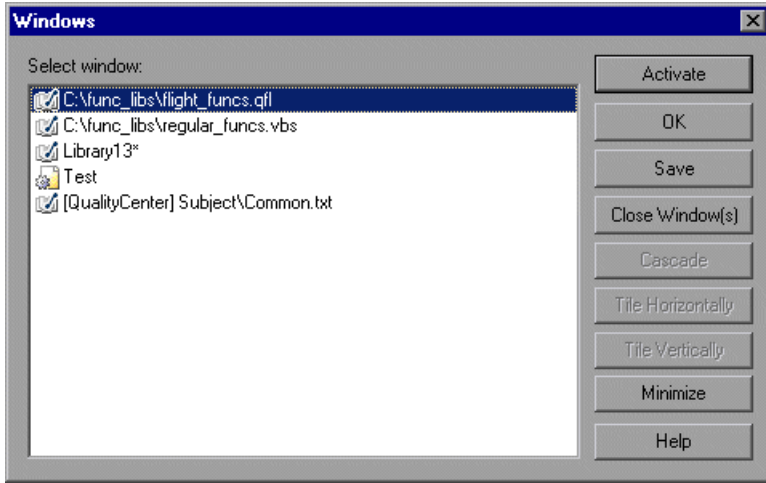 Windows
Select window:
C:\func_libs\flight_funcs.qfl
C:\func_libs\regular_funcs.vbs
Library13*
Test
[QualityCenter] Subject\Common.txt
Activate
OK
Save
Close Window(s)
Cascade
Tile Horizontally
Tile Vertically
Minimize
Help